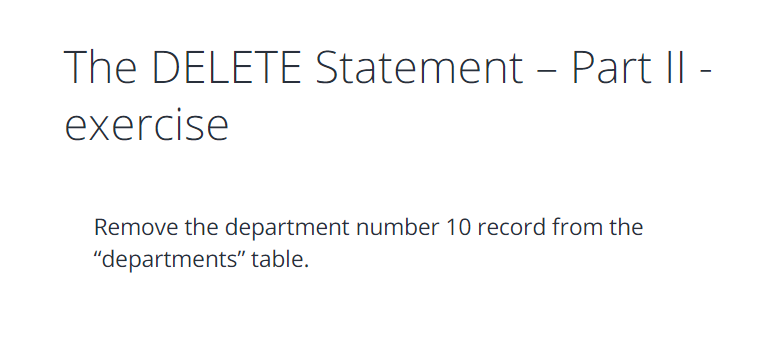 The DELETE Statement – Part II -
exercise
Remove the department number 10 record from the
“departments” table.